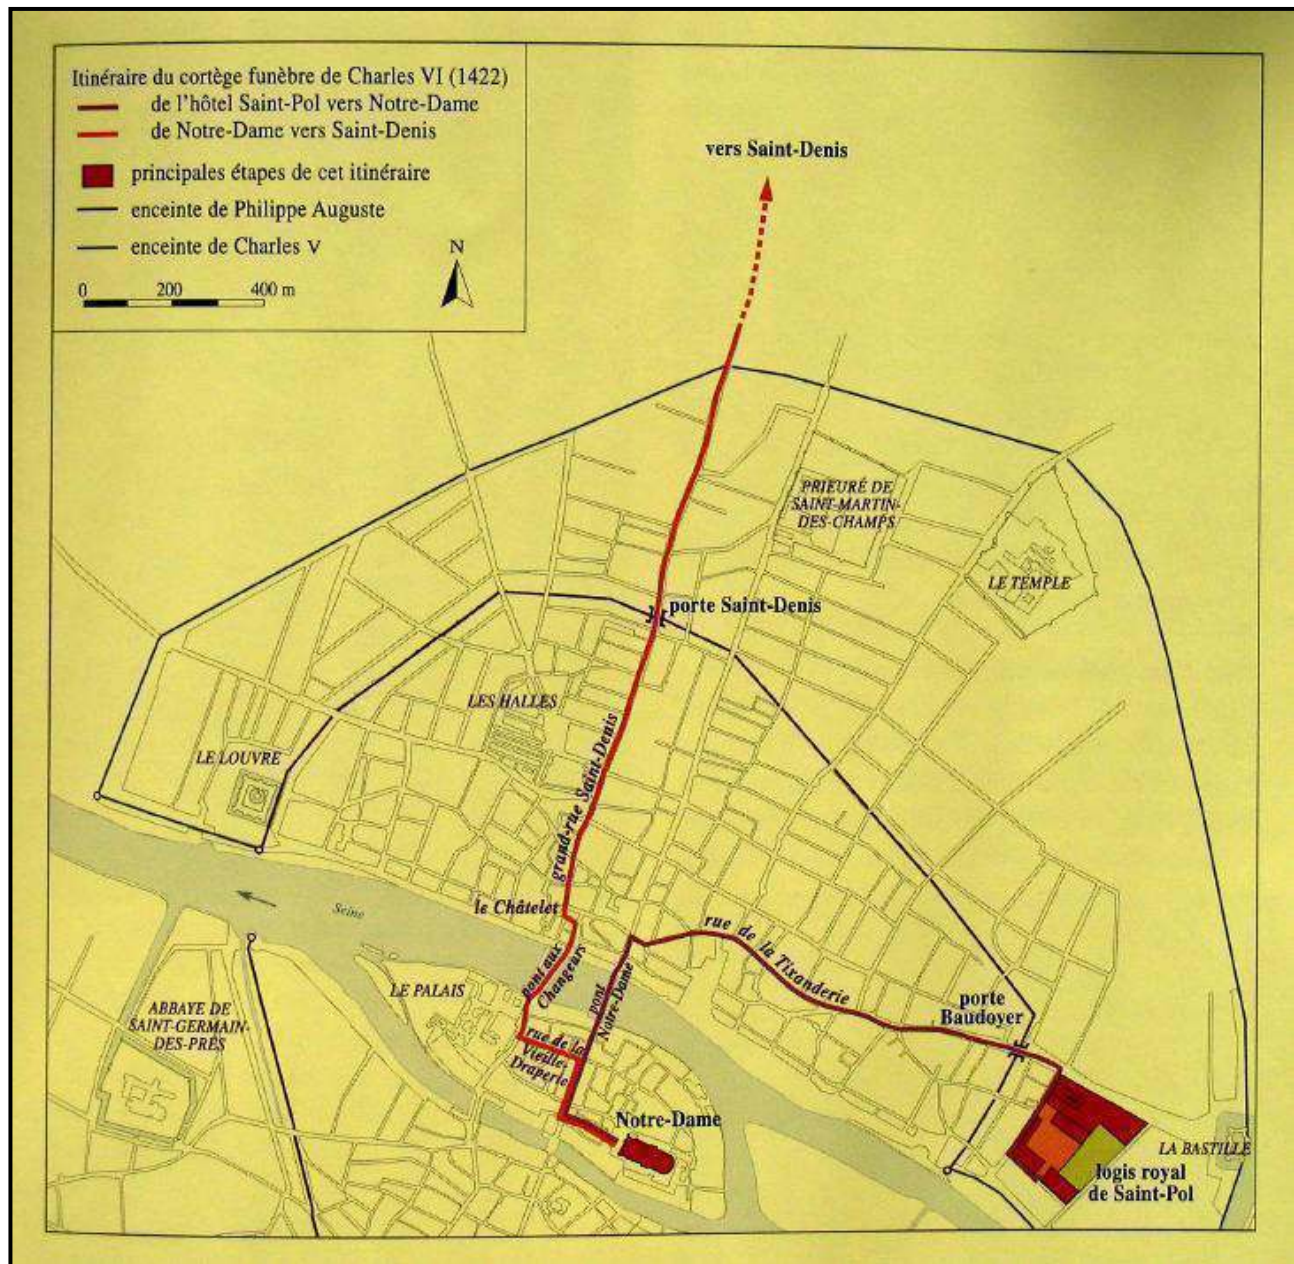 Itinéraire du cortège funèbre de Charles VI (1422)
de l'hôtel Saint-Pol vers Notre-Dame
de Notre-Dame vers Saint-Denis
principales étapes de cet itinéraire
enceinte de Philippe Auguste
enceinte de Charles V
N
0 200 400 m
vers Saint-Denis
PRIEURÉ DE
SAINT-MARTIN-
DES-CHAMPS
LE TEMPLE
porte Saint-Denis
LES HALLES
LE LOUVRE
grand-rue Saint-Denis
le Châtelet
Seine
rue de la Tixanderie
pont aux
Changeurs
pont
Notre-Dame
LE PALAIS
porte
Baudoyer
ABBAYE DE
SAINT-GERMAIN-
DES-PRÉS
rue de la
Vieille-
Draperie
Notre-Dame
LA BASTILLE
logis royal
de Saint-Pol